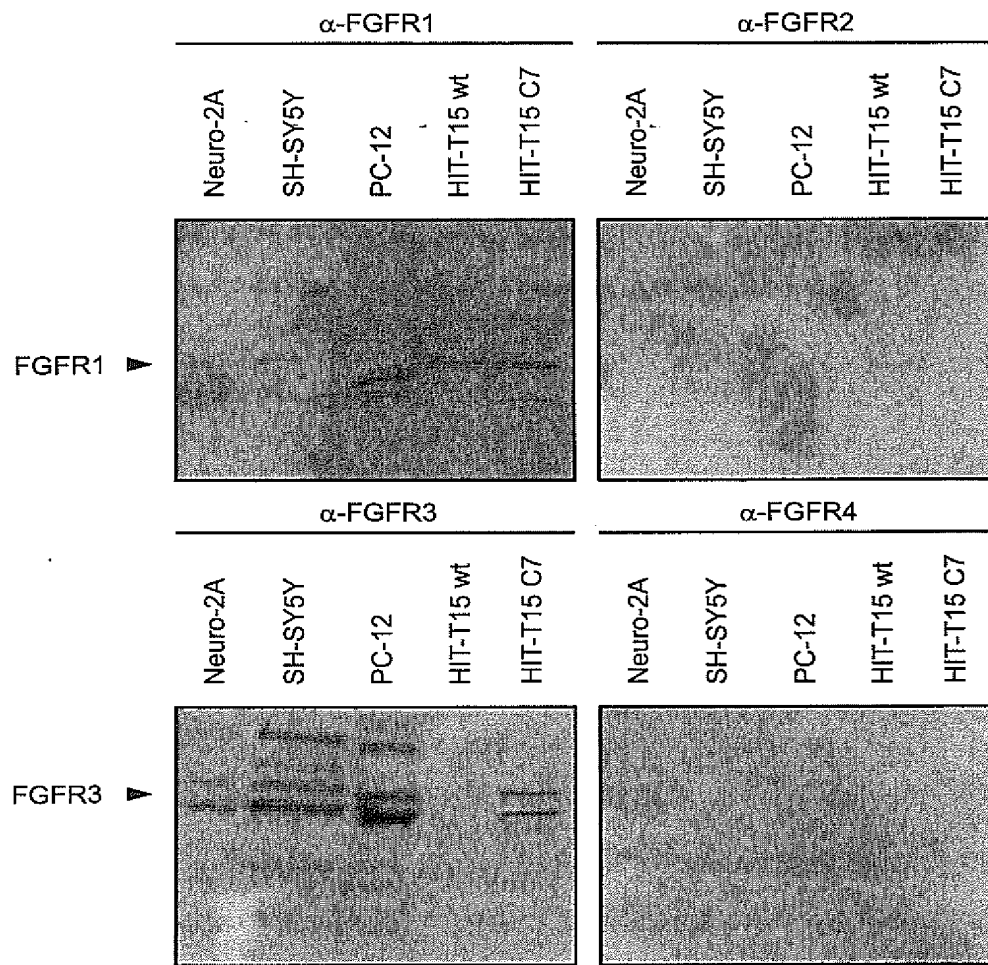 α-FGFR1
α-FGFR2
Neuro-2A
SH-SY5Y
PC-12
HIT-T15 wt
HIT-T15 C7
Neuro-2A
SH-SY5Y
PC-12
HIT-T15 wt
HIT-T15 C7
FGFR1
α-FGFR3
α-FGFR4
Neuro-2A
SH-SY5Y
PC-12
HIT-T15 wt
HIT-T15 C7
Neuro-2A
SH-SY5Y
PC-12
HIT-T15 wt
HIT-T15 C7
FGFR3